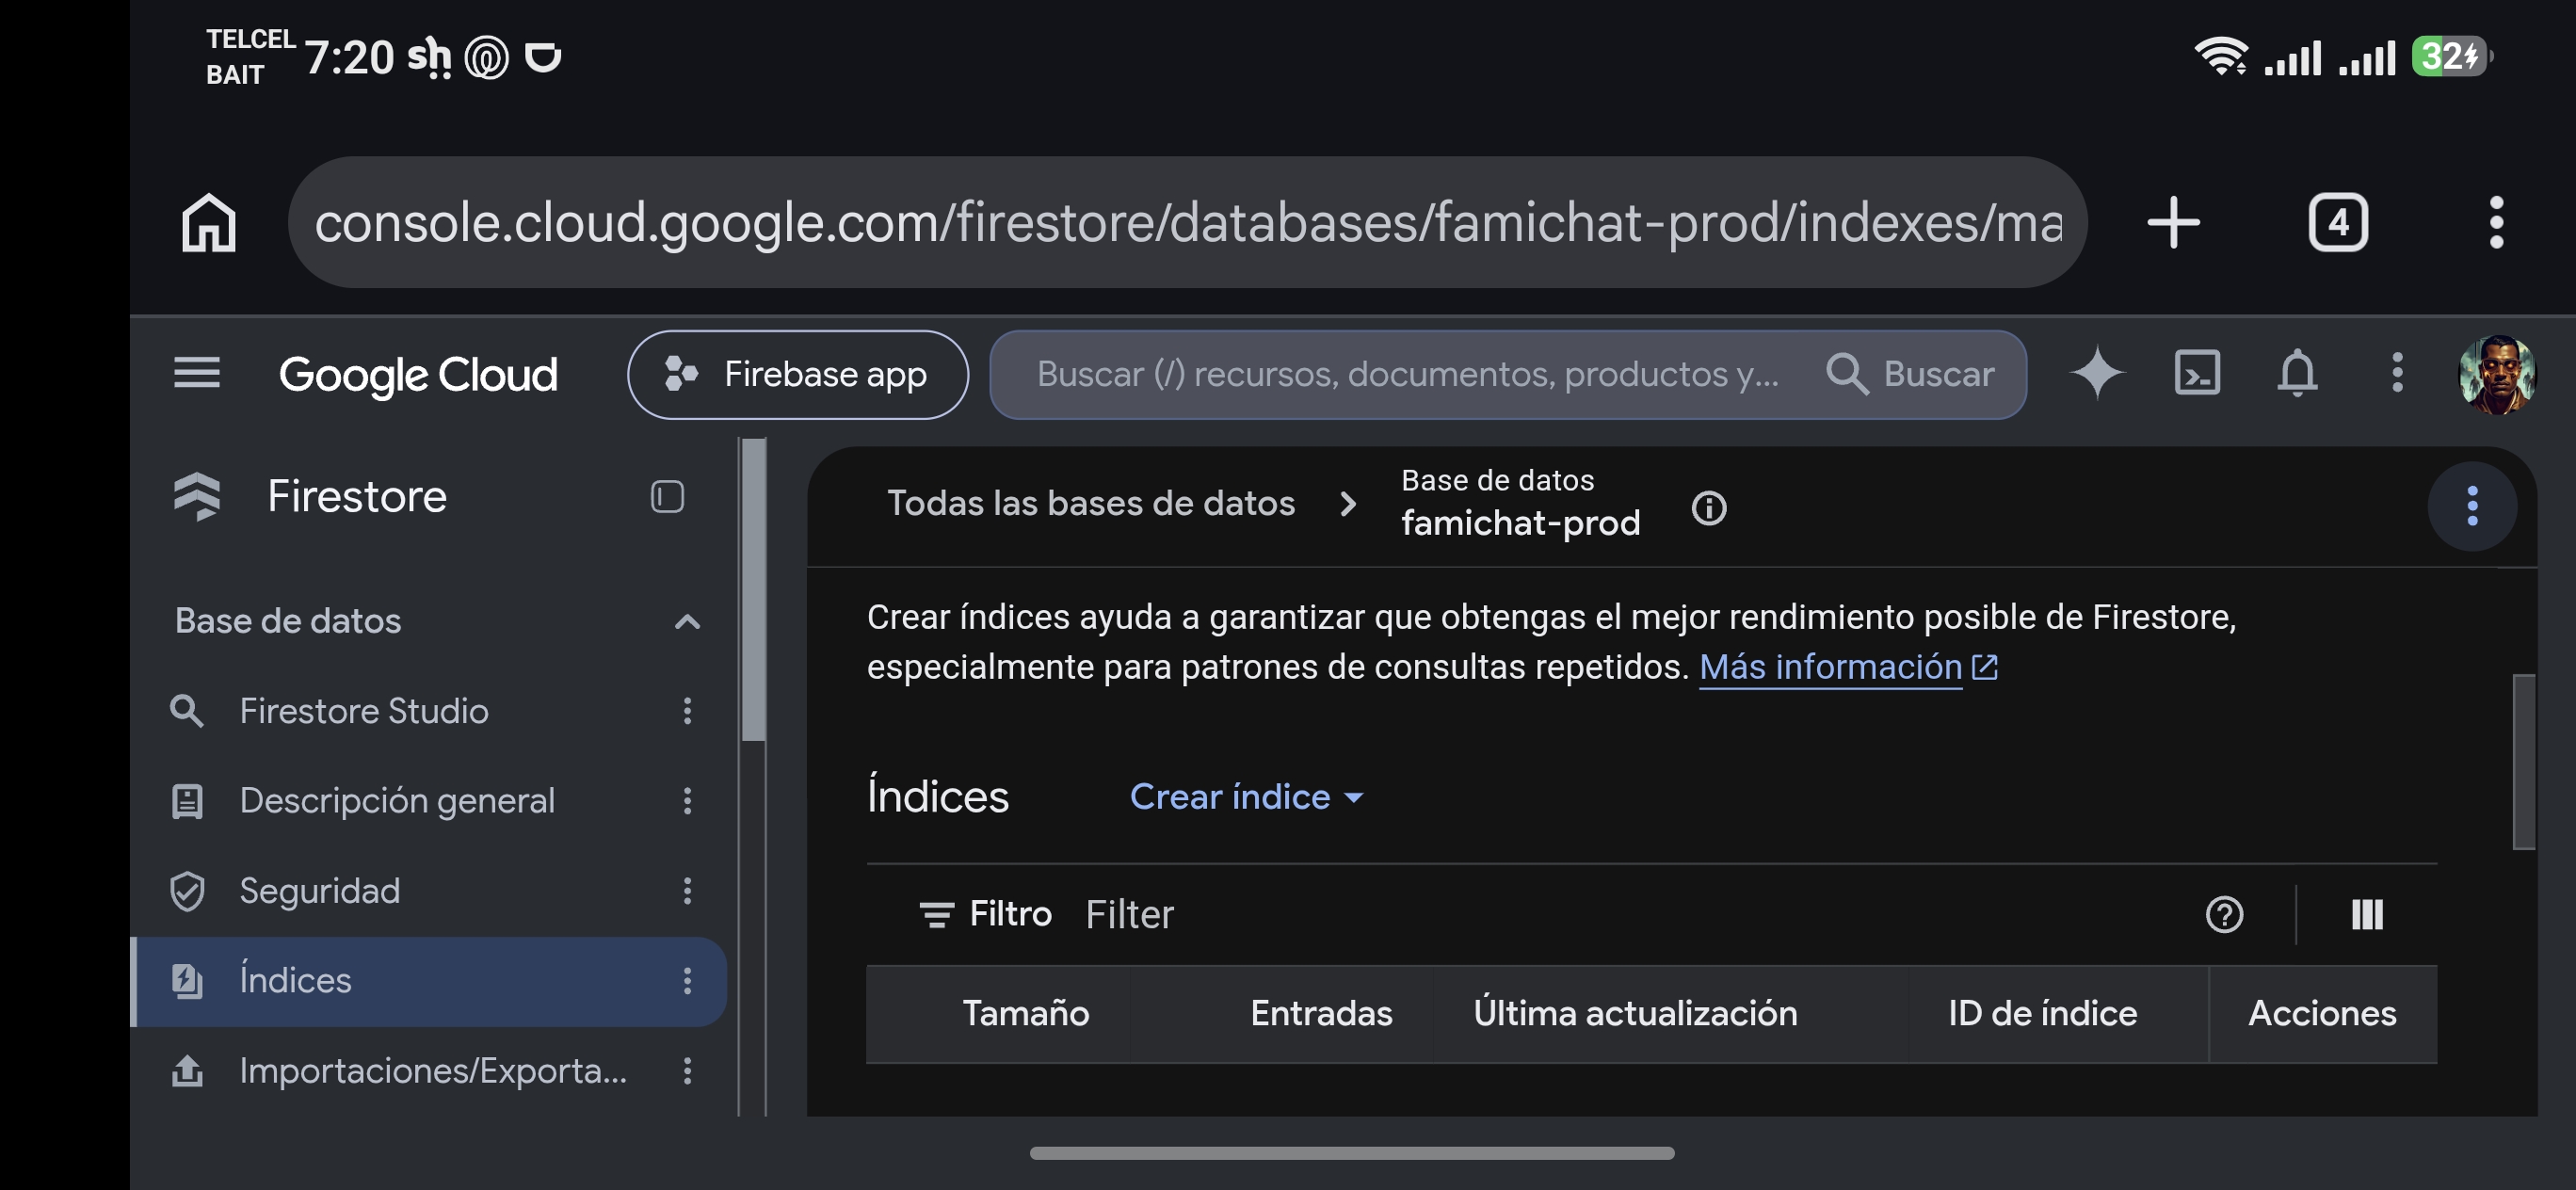 TELCEL
BAIT
7:20
32
console.cloud.google.com/firestore/databases/famichat-prod/indexes/ma
4
Google Cloud
Firebase app
Buscar (/) recursos, documentos, productos y...
Buscar
Firestore
Base de datos
Firestore Studio
Descripción general
Seguridad
Índices
Importaciones/Exporta...
Todas las bases de datos
Base de datos
famichat-prod
Crear índices ayuda a garantizar que obtengas el mejor rendimiento posible de Firestore,
especialmente para patrones de consultas repetidos. Más información
Índices
Crear índice
Filtro Filter
Tamaño Entradas Última actualización ID de índice Acciones